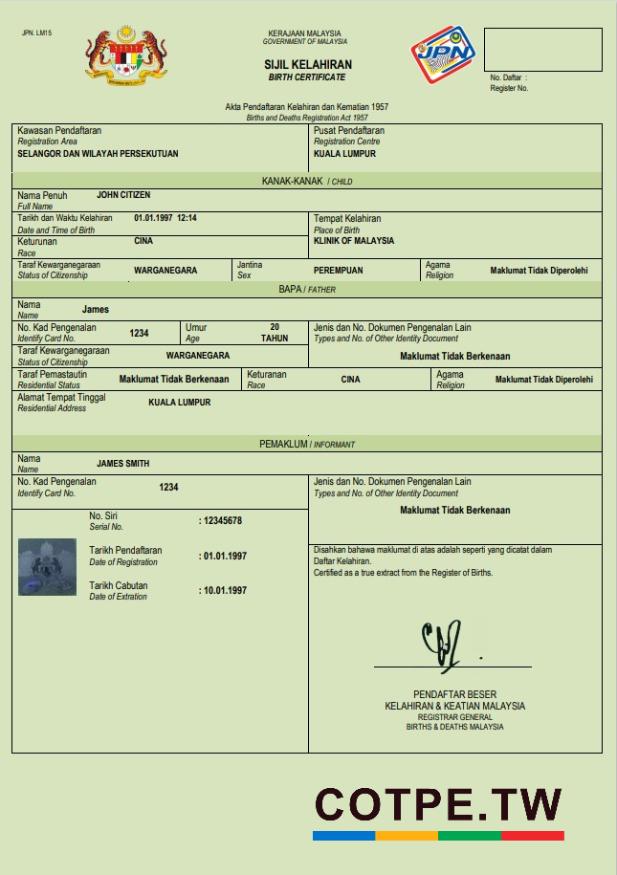 JPN. LM15
KERAJAAN MALAYSIA
GOVERNMENT OF MALAYSIA
SIJIL KELAHIRAN
BIRTH CERTIFICATE
JPN
No. Daftar :
Register No.
Akta Pendaftaran Kelahiran dan Kematian 1957
Births and Deaths Registration Act 1957
Kawasan Pendaftaran
Registration Area
SELANGOR DAN WILAYAH PERSEKUTUAN
Pusat Pendaftaran
Registration Centre
KUALA LUMPUR
KANAK-KANAK / CHILD
Nama Penuh JOHN CITIZEN
Full Name
Tarikh dan Waktu Kelahiran 01.01.1997 12:14
Date and Time of Birth
Tempat Kelahiran
Place of Birth
KLINIK OF MALAYSIA
Keturunan CINA
Race
Taraf Kewarganegaraan WARGANEGARA
Status of Citizenship
Jantina PEREMPUAN
Sex
Agama Maklumat Tidak Diperolehi
Religion
BAPA / FATHER
Nama James
Name
No. Kad Pengenalan 1234
Identify Card No.
Umur 20
Age TAHUN
Jenis dan No. Dokumen Pengenalan Lain
Types and No. of Other Identity Document
Taraf Kewarganegaraan WARGANEGARA
Status of Citizenship
Maklumat Tidak Berkenaan
Taraf Pemastautin Maklumat Tidak Berkenaan
Residential Status
Keturanan CINA
Race
Agama Maklumat Tidak Diperolehi
Religion
Alamat Tempat Tinggal KUALA LUMPUR
Residential Address
PEMAKLUM / INFORMANT
Nama JAMES SMITH
Name
No. Kad Pengenalan 1234
Identify Card No.
Jenis dan No. Dokumen Pengenalan Lain
Types and No. of Other Identity Document
Maklumat Tidak Berkenaan
No. Siri : 12345678
Serial No.
Tarikh Pendaftaran : 01.01.1997
Date of Registration
Tarikh Cabutan : 10.01.1997
Date of Extration
Disahkan bahawa maklumat di atas adalah seperti yang dicatat dalam
Daftar Kelahiran.
Certified as a true extract from the Register of Births.
PENDAFTAR BESER
KELAHIRAN & KEATIAN MALAYSIA
REGISTRAR GENERAL
BIRTHS & DEATHS MALAYSIA
COTPE.TW